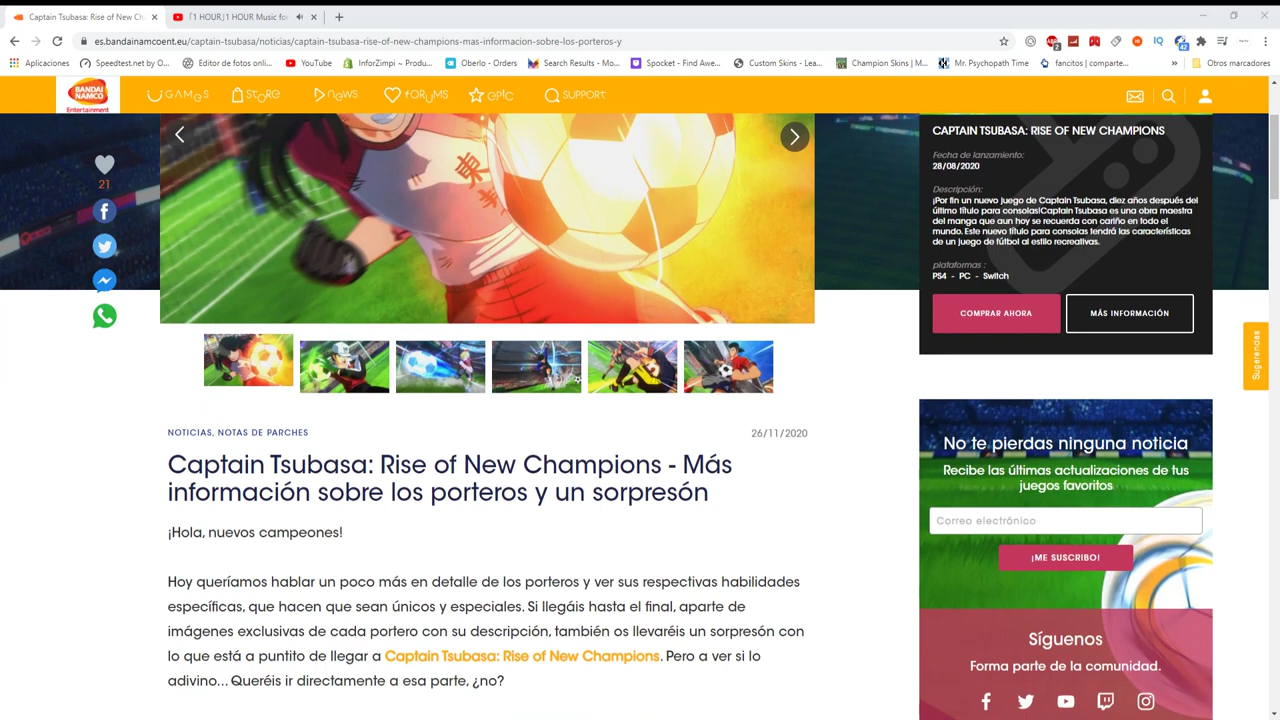 Captain Tsubasa: Rise of New Ch
「1 HOUR」1 HOUR Music for
es.bandainamcoent.eu/captain-tsubasa/noticias/captain-tsubasa-rise-of-new-champions-mas-informacion-sobre-los-porteros-y
Aplicaciones
Speedtest.net by O...
Editor de fotos onli...
YouTube
InforZimpi ~ Produ...
Oberlo - Orders
Search Results - Mo...
Spocket - Find Awe...
Custom Skins - Lea...
Champion Skins | M...
Mr. Psychopath Time
fancitos | comparte...
»
Otros marcadores
BANDAI
NAMCO
Entertainment
GAMES
STORE
NEWS
FORUMS
EPIC
SUPPORT
21
東
CAPTAIN TSUBASA: RISE OF NEW CHAMPIONS
Fecha de lanzamiento:
28/08/2020
Descripción:
¡Por fin un nuevo juego de Captain Tsubasa, diez años después del
último título para consolas!Captain Tsubasa es una obra maestra
del manga que aun hoy se recuerda con cariño en todo el
mundo. Este nuevo título para consolas tendrá las características
de un juego de fútbol al estilo recreativas.
plataformas :
PS4 - PC - Switch
COMPRAR AHORA
MÁS INFORMACIÓN
Sugerencias
NOTICIAS, NOTAS DE PARCHES
26/11/2020
Captain Tsubasa: Rise of New Champions - Más
información sobre los porteros y un sorpresón
¡Hola, nuevos campeones!
Hoy queríamos hablar un poco más en detalle de los porteros y ver sus respectivas habilidades
específicas, que hacen que sean únicos y especiales. Si llegáis hasta el final, aparte de
imágenes exclusivas de cada portero con su descripción, también os llevaréis un sorpresón con
lo que está a puntito de llegar a Captain Tsubasa: Rise of New Champions. Pero a ver si lo
adivino... Queréis ir directamente a esa parte, ¿no?
No te pierdas ninguna noticia
Recibe las últimas actualizaciones de tus
juegos favoritos
Correo electrónico
¡ME SUSCRIBO!
Síguenos
Forma parte de la comunidad.